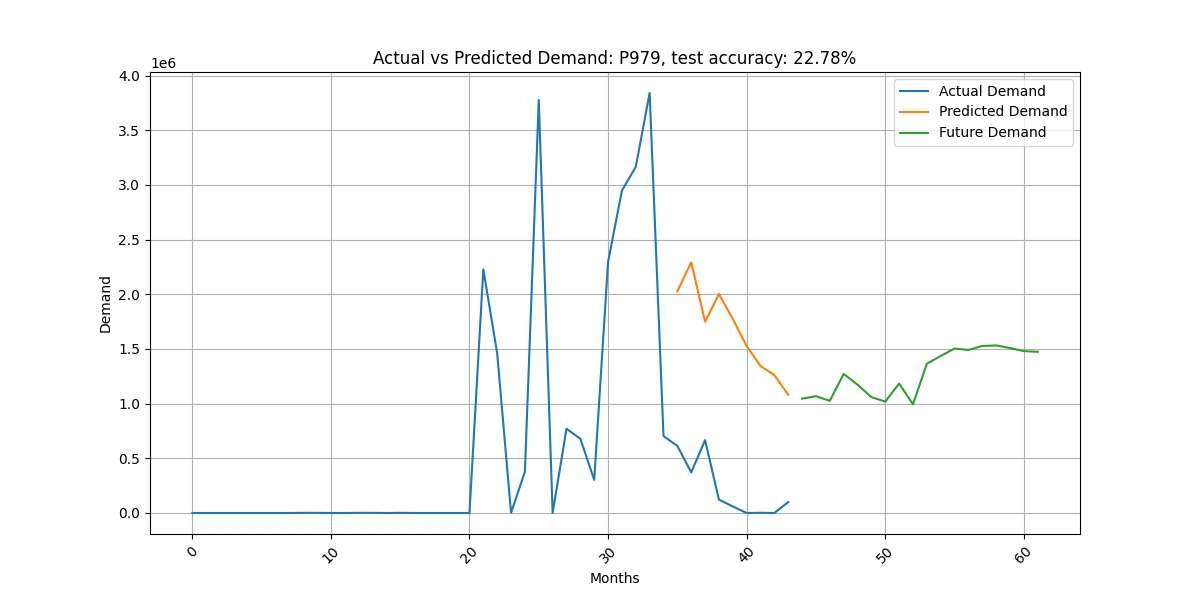 Actual vs Predicted Demand: P979, test accuracy: 22.78%
1e6
4.0
3.5
3.0
2.5
2.0
1.5
1.0
0.5
0.0
Demand
Actual Demand
Predicted Demand
Future Demand
0 10 20 30 40 50 60
Months